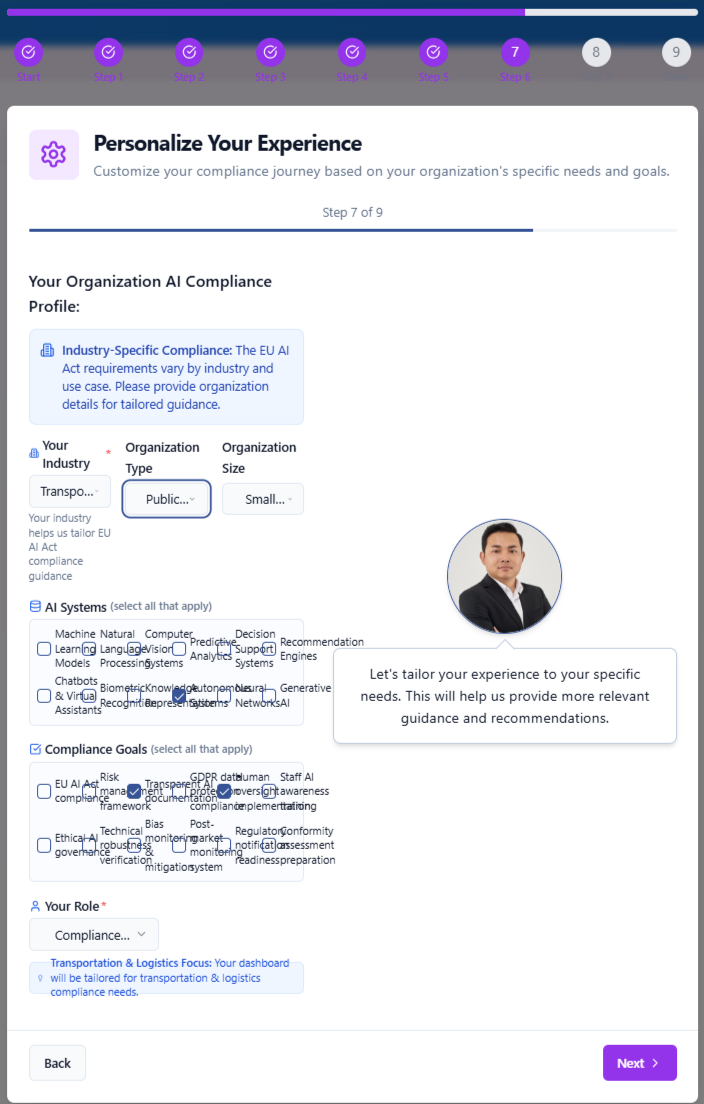 7 8 9
Start Step 1 Step 2 Step 3 Step 4 Step 5 Step 6
Personalize Your Experience
Customize your compliance journey based on your organization's specific needs and goals.
Step 7 of 9
Your Organization AI Compliance
Profile:
Industry-Specific Compliance: The EU AI
Act requirements vary by industry and
use case. Please provide organization
details for tailored guidance.
Your
Industry *
Transpo...
Your industry
helps us tailor EU
AI Act
compliance
guidance
Organization
Type
Public...
Organization
Size
Small...
AI Systems (select all that apply)
Machine
Learning
Models
Natural
Language
Processing
Computer
Vision
Systems
Predictive
Analytics
Decision
Support
Systems
Recommendation
Engines
Chatbots
& Virtual
Assistants
Biometric
Recognition
Knowledge
Representation
Autonomous
Systems
Neural
Networks
Generative
AI
Compliance Goals (select all that apply)
EU AI Act
compliance
Risk
management
framework
Transparent AI
documentation
GDPR data
protection
compliance
Human
oversight
implementation
Staff AI
awareness
training
Ethical AI
governance
Technical
robustness
verification
Bias
monitoring
&
mitigation
Post-
market
monitoring
system
Regulatory
notification
readiness
Conformity
assessment
preparation
Your Role*
Compliance...
Transportation & Logistics Focus: Your dashboard
will be tailored for transportation & logistics
compliance needs.
Let's tailor your experience to your specific
needs. This will help us provide more relevant
guidance and recommendations.
Back
Next